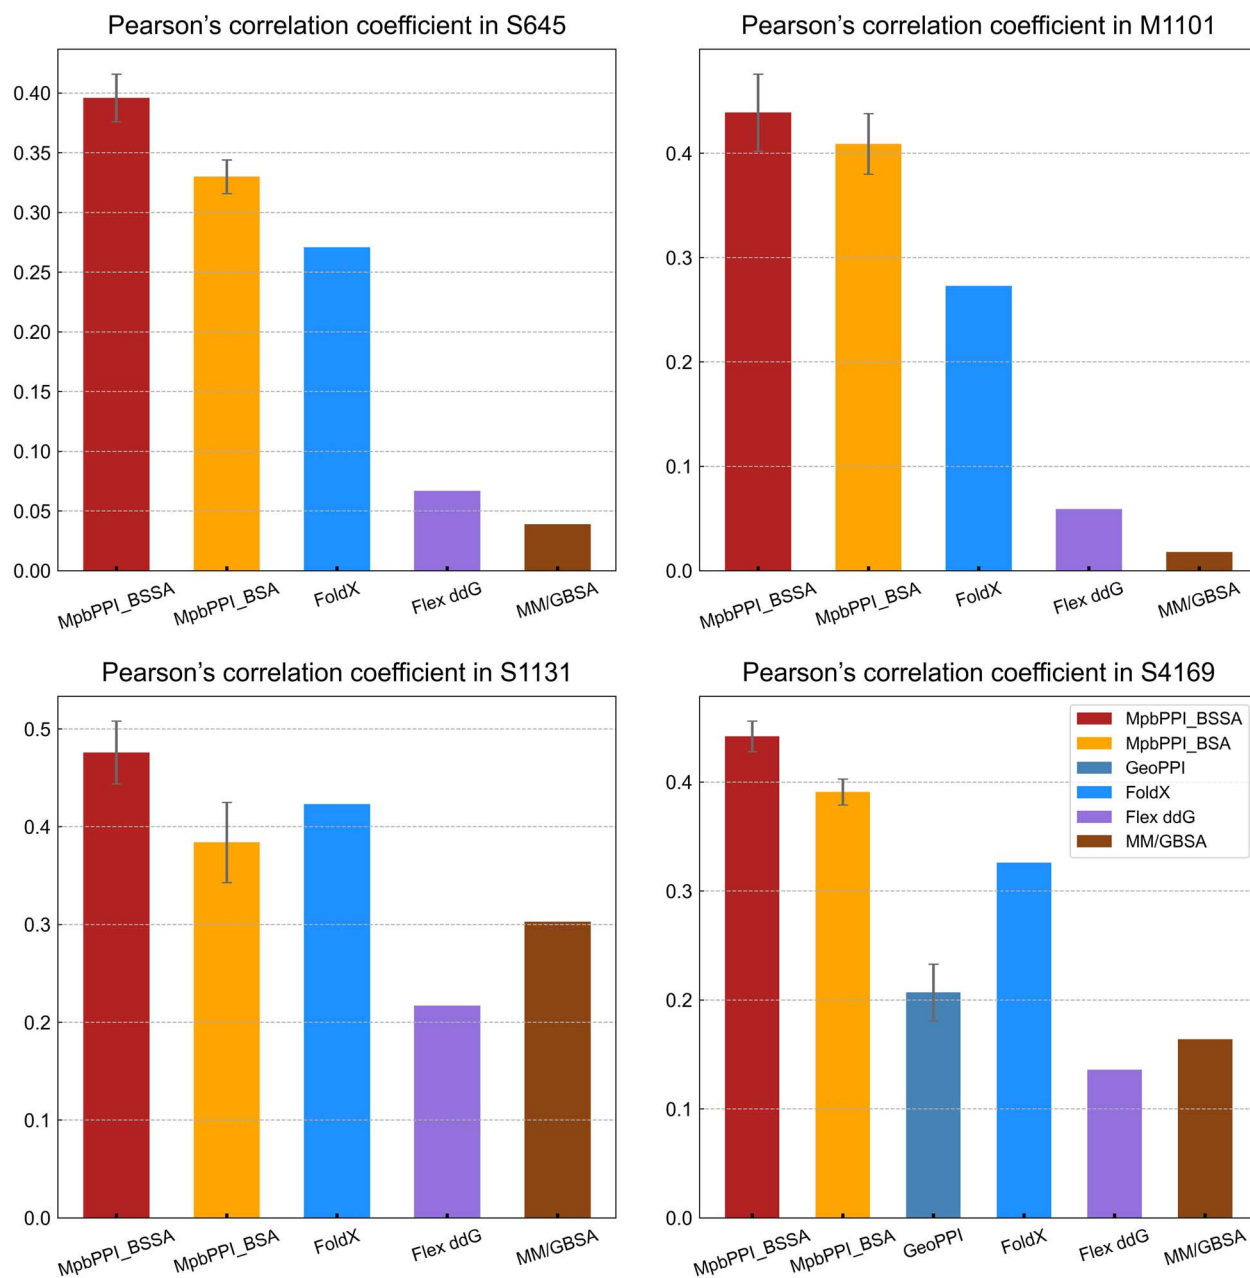 Pearson’s correlation coefficient in S645
0.40
0.35
0.30
0.25
0.20
0.15
0.10
0.05
0.00
MpbPPI_BSSA
MpbPPI_BSA
FoldX
Flex ddG
MM/GBSA
Pearson’s correlation coefficient in M1101
0.4
0.3
0.2
0.1
0.0
MpbPPI_BSSA
MpbPPI_BSA
FoldX
Flex ddG
MM/GBSA
Pearson’s correlation coefficient in S1131
0.5
0.4
0.3
0.2
0.1
0.0
MpbPPI_BSSA
MpbPPI_BSA
FoldX
Flex ddG
MM/GBSA
Pearson’s correlation coefficient in S4169
MpbPPI_BSSA
MpbPPI_BSA
GeoPPI
FoldX
Flex ddG
MM/GBSA
0.4
0.3
0.2
0.1
0.0
MpbPPI_BSSA
MpbPPI_BSA
GeoPPI
FoldX
Flex ddG
MM/GBSA